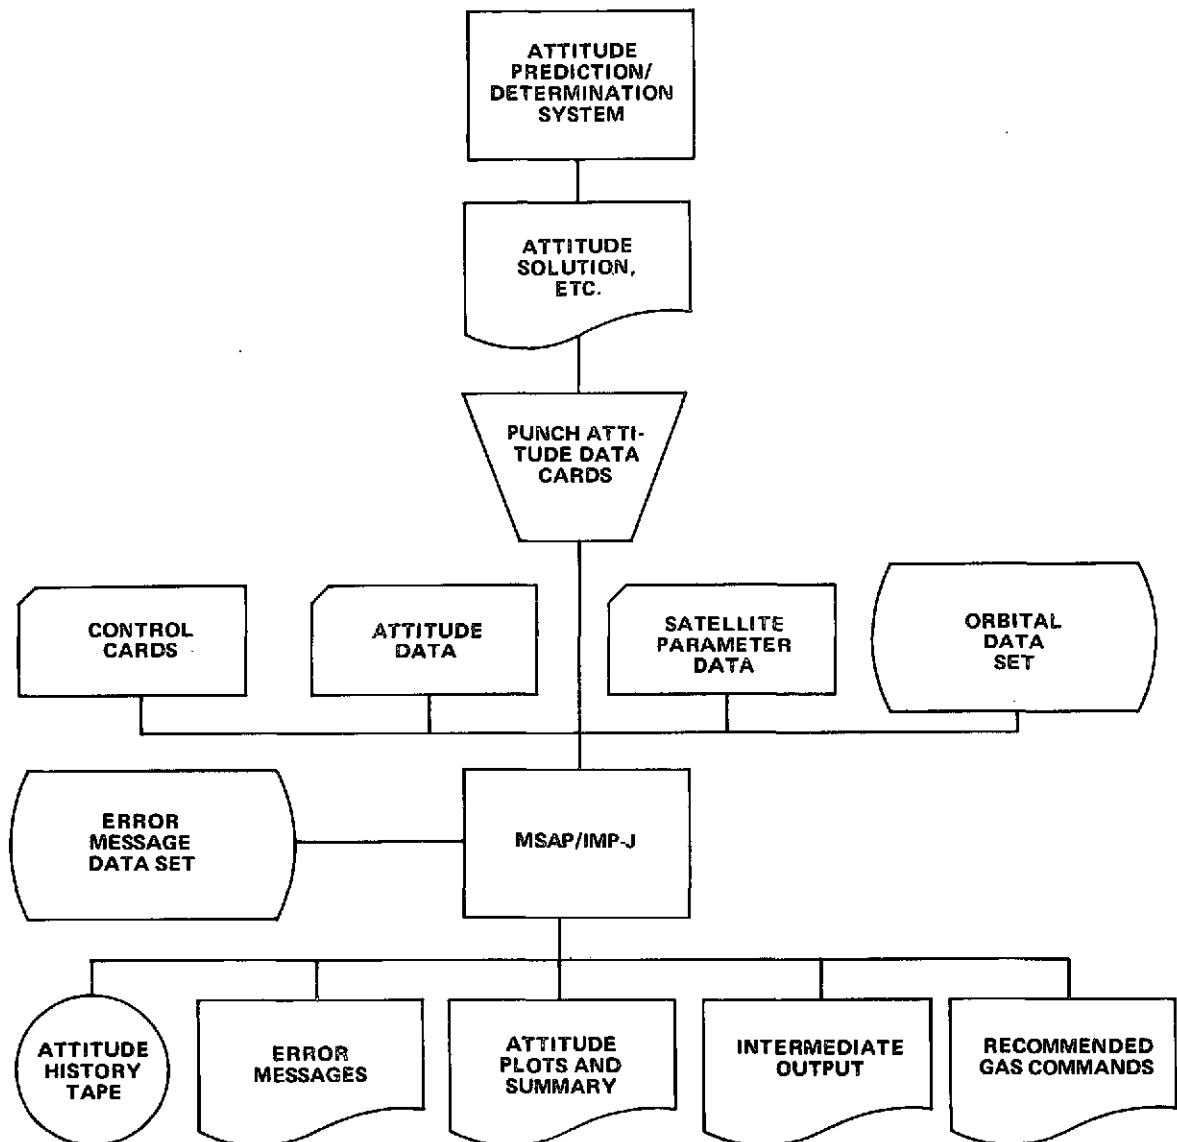 ATTITUDE
PREDICTION/
DETERMINATION
SYSTEM
ATTITUDE
SOLUTION,
ETC.
PUNCH ATTI-
TUDE DATA
CARDS
CONTROL
CARDS
ATTITUDE
DATA
SATELLITE
PARAMETER
DATA
ORBITAL
DATA
SET
ERROR
MESSAGE
DATA SET
MSAP/IMP-J
ATTITUDE
HISTORY
TAPE
ERROR
MESSAGES
ATTITUDE
PLOTS AND
SUMMARY
INTERMEDIATE
OUTPUT
RECOMMENDED
GAS COMMANDS